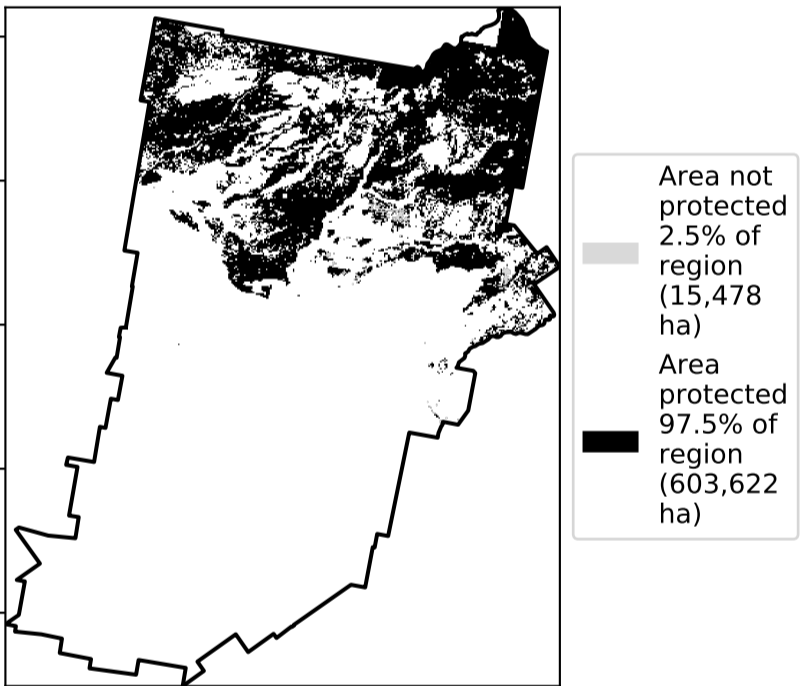 Area not
protected
2.5% of
region
(15,478
ha)
Area
protected
97.5% of
region
(603,622
ha)